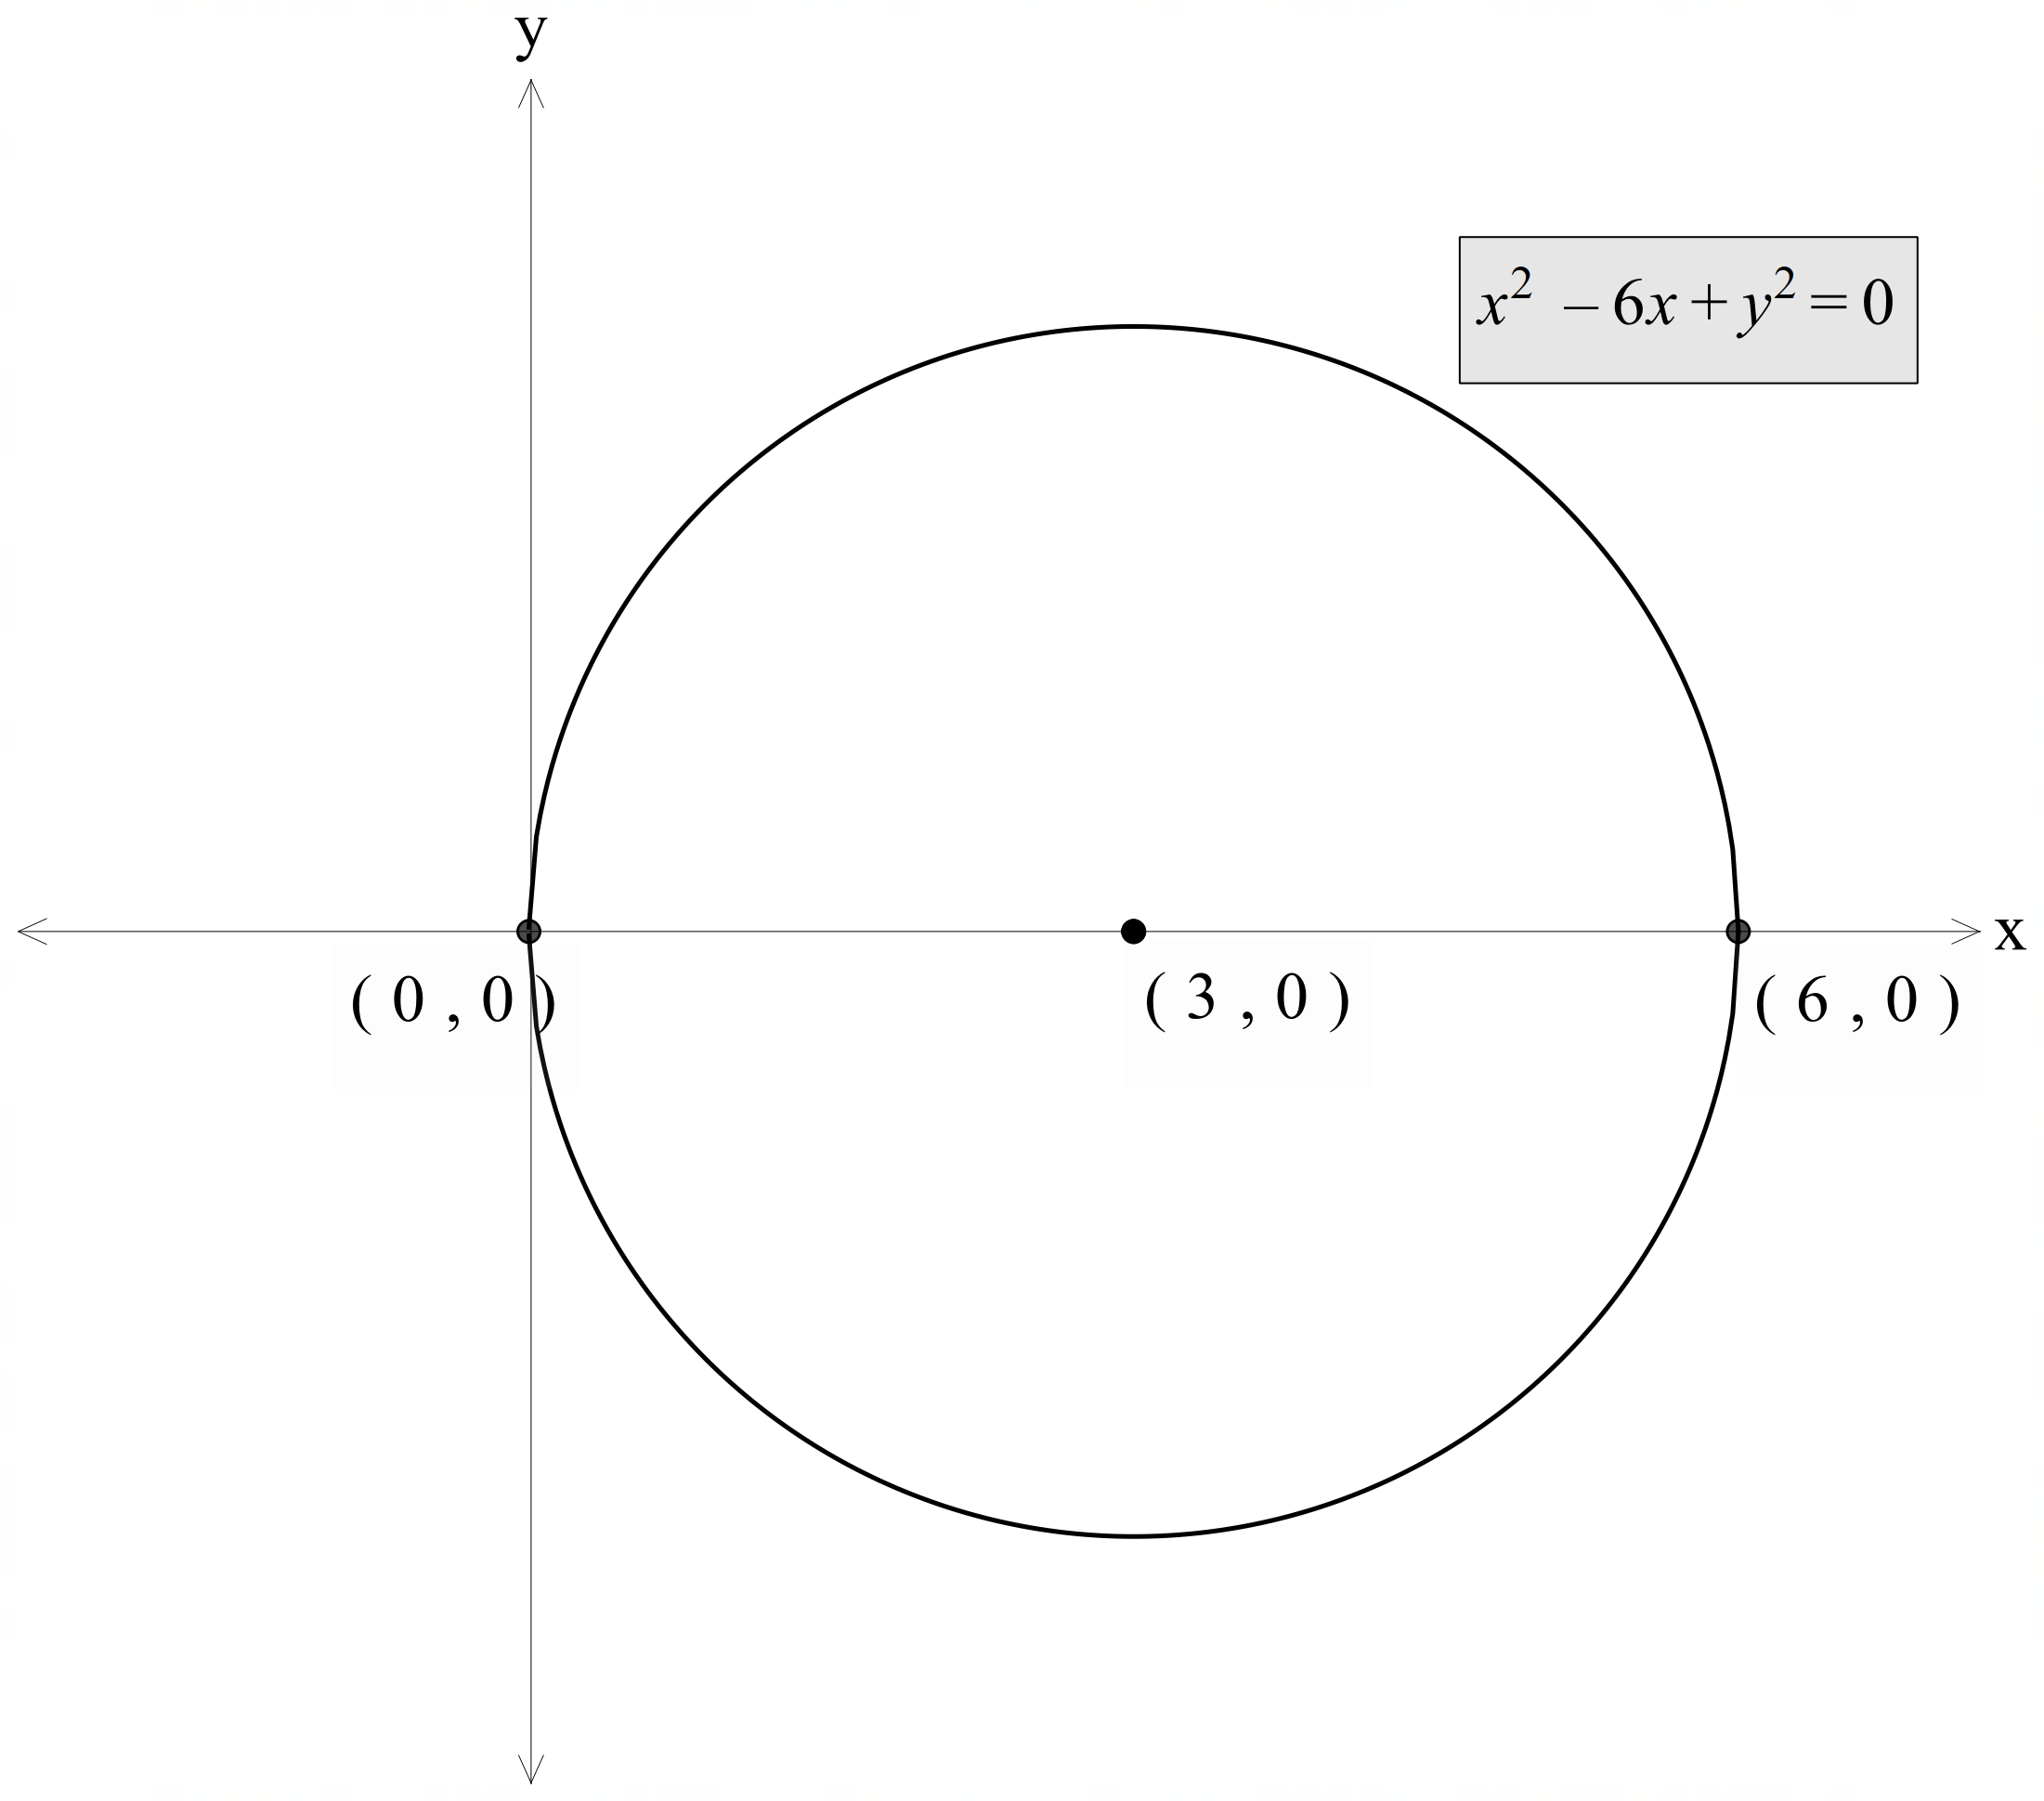 y
x² − 6x + y² = 0
x
( 0 , 0 )
( 3 , 0 )
( 6 , 0 )